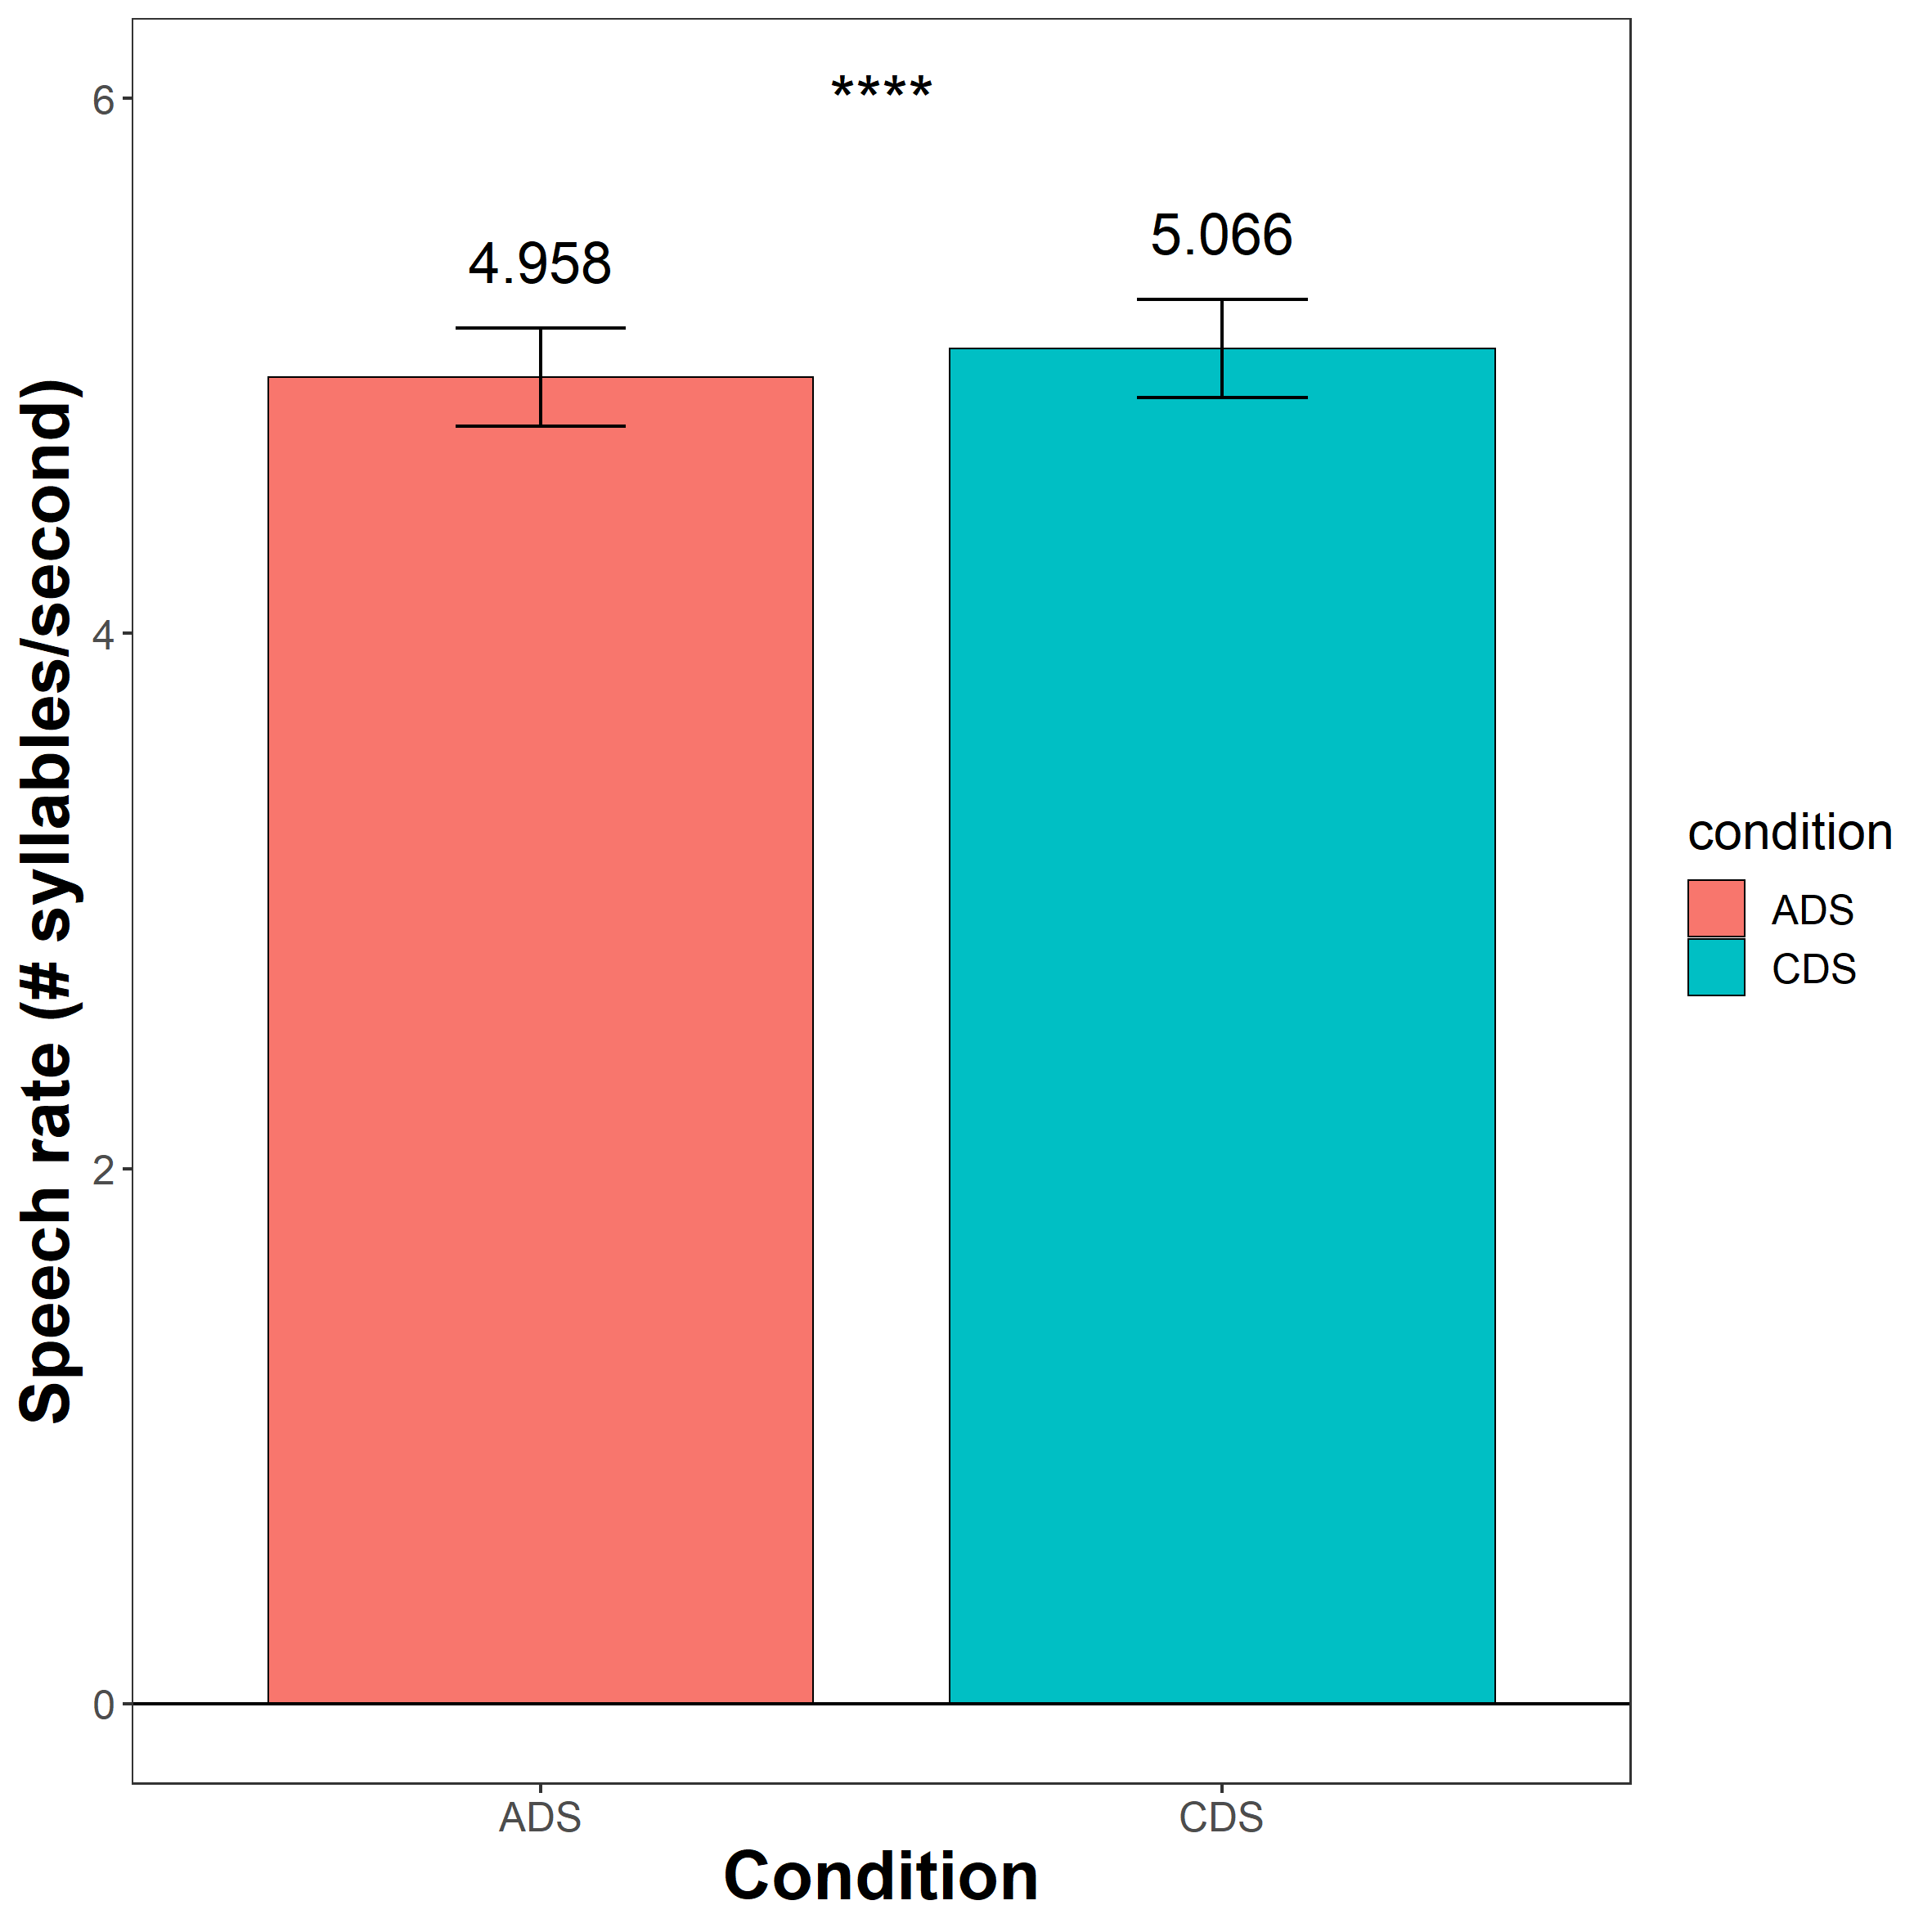 Speech rate (# syllables/second)
6
4
2
0
****
4.958
5.066
ADS
CDS
Condition
condition
ADS
CDS